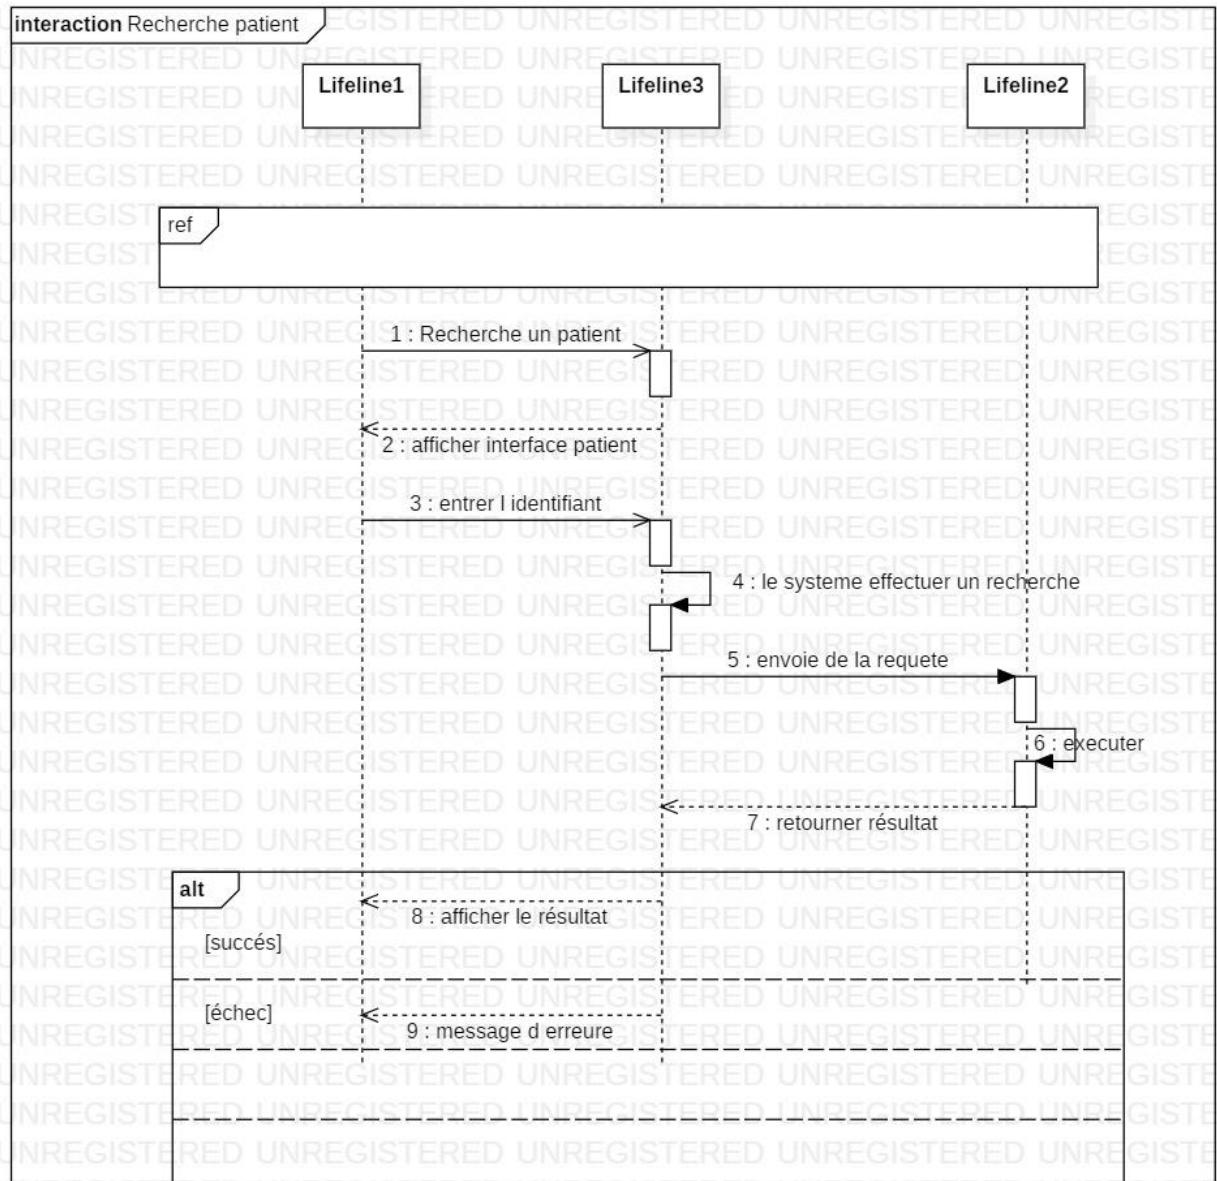 interaction Recherche patient
Lifeline1
Lifeline3
Lifeline2
ref
1 : Recherche un patient
2 : afficher interface patient
3 : entrer l identifiant
4 : le systeme effectuer un recherche
5 : envoie de la requete
6 : executer
7 : retourner résultat
alt
8 : afficher le résultat
[succés]
[échec]
9 : message d erreure
UNREGISTERED